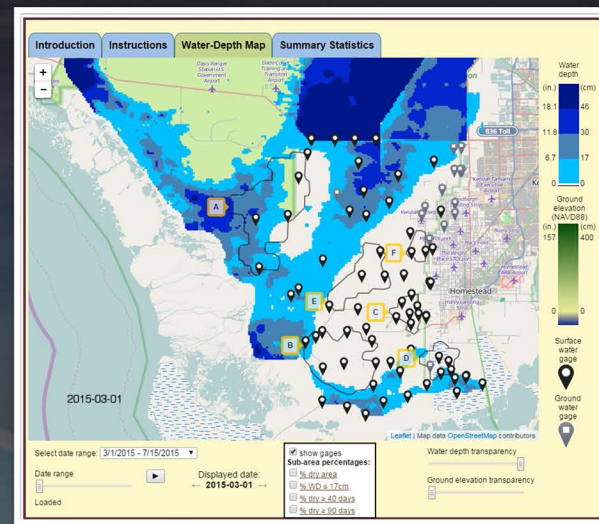 Introduction
Instructions
Water-Depth Map
Summary Statistics
+
−
636 Toll
A
F
E
C
B
D
Homestead
2015-03-01
Leaflet | Map data OpenStreetMap contributors
Water
depth
(in.) (cm)
18.1 46
11.8 30
6.7 17
0 0
Ground
elevation
(NAVD88)
(in.) (cm)
157 400
0 0
Surface
water
gage
Ground
water
gage
Select date range: 3/1/2015 - 7/15/2015
Date range
Loaded
Displayed date:
← 2015-03-01 →
show gages
Sub-area percentages:
% dry area
% WD ≤ 17cm
% dry ≥ 40 days
% dry ≥ 90 days
Water depth transparency
Ground elevation transparency